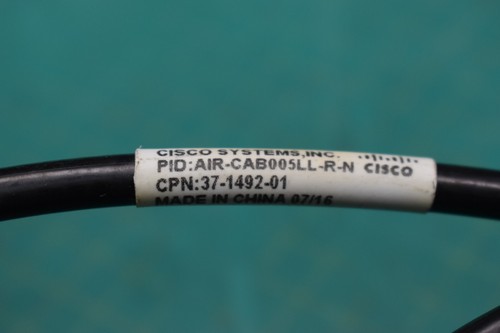 CISCO SYSTEMS,INC.
PID:AIR-CAB005LL-R-N CISCO
CPN:37-1492-01
MADE IN CHINA 07/16